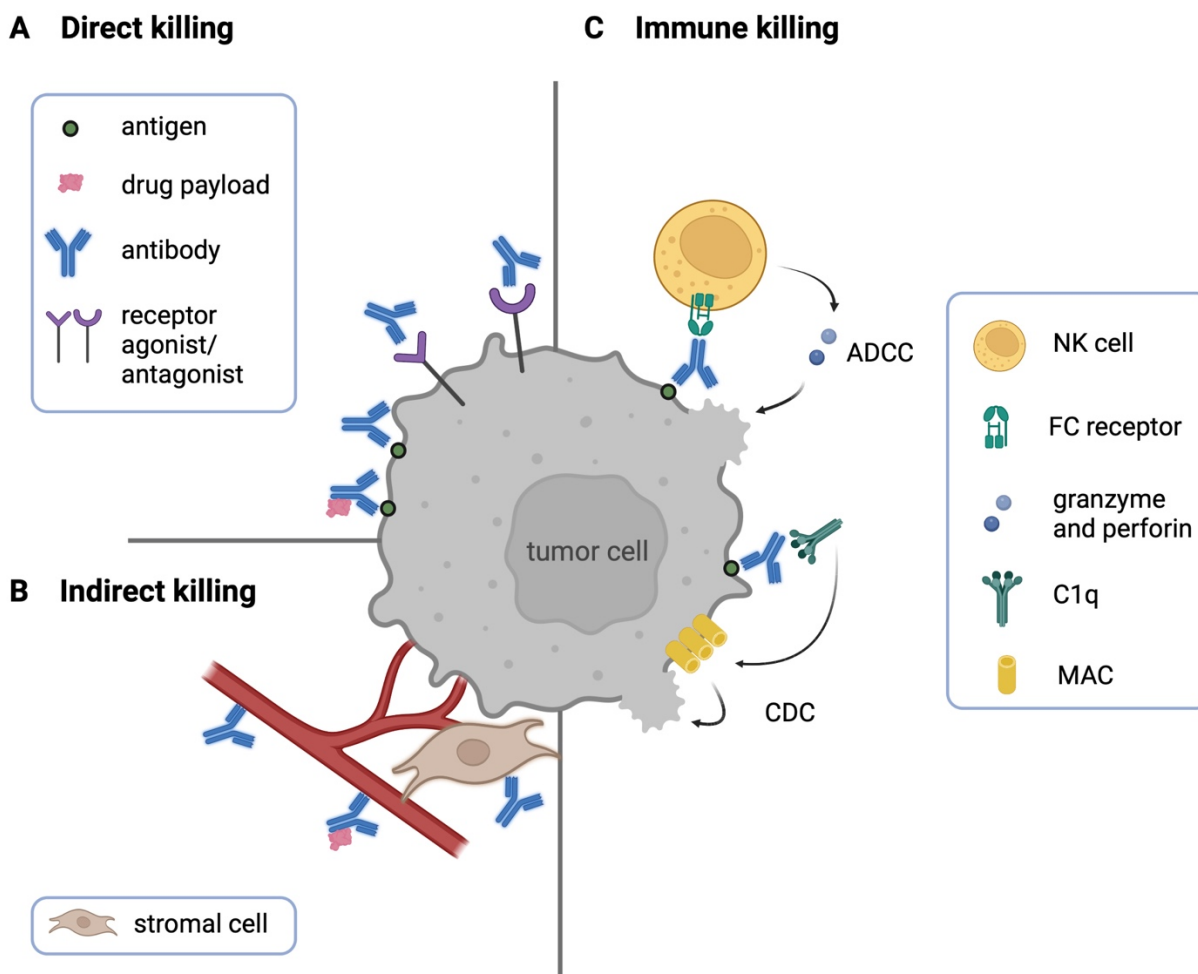 A Direct killing
antigen
drug payload
antibody
receptor
agonist/
antagonist
B Indirect killing
stromal cell
tumor cell
C Immune killing
ADCC
CDC
NK cell
FC receptor
granzyme
and perforin
C1q
MAC